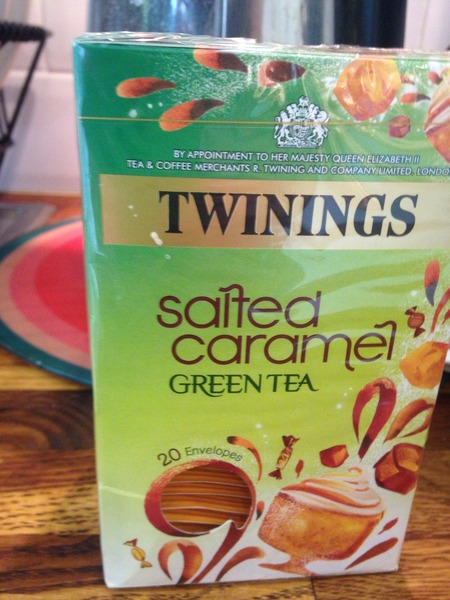 BY APPOINTMENT TO HER MAJESTY QUEEN ELIZABETH II
TEA & COFFEE MERCHANTS R. TWINING AND COMPANY LIMITED, LONDO
TWININGS
salted
caramel
GREEN TEA
20 Envelopes